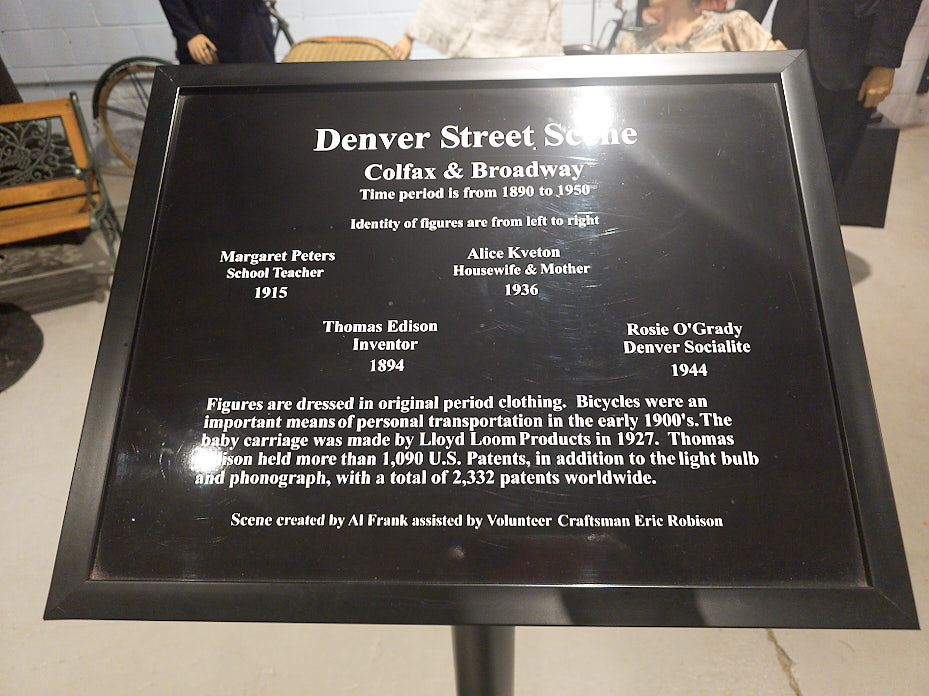 Denver Street Scene
Colfax & Broadway
Time period is from 1890 to 1950
Identity of figures are from left to right
Margaret Peters
School Teacher
1915
Alice Kveton
Housewife & Mother
1936
Thomas Edison
Inventor
1894
Rosie O'Grady
Denver Socialite
1944
Figures are dressed in original period clothing. Bicycles were an
important means of personal transportation in the early 1900's. The
baby carriage was made by Lloyd Loom Products in 1927. Thomas
Edison held more than 1,090 U.S. Patents, in addition to the light bulb
and phonograph, with a total of 2,332 patents worldwide.
Scene created by Al Frank assisted by Volunteer Craftsman Eric Robison